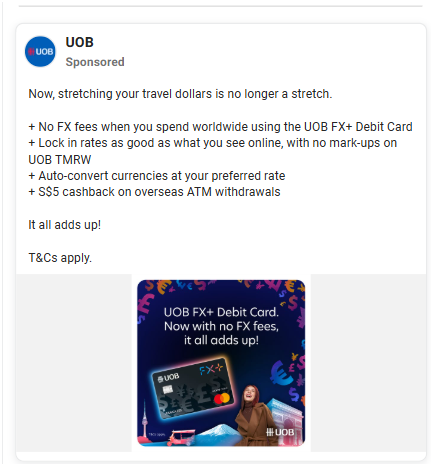 UOB
UOB
Sponsored
Now, stretching your travel dollars is no longer a stretch.
+ No FX fees when you spend worldwide using the UOB FX+ Debit Card
+ Lock in rates as good as what you see online, with no mark-ups on
UOB TMRW
+ Auto-convert currencies at your preferred rate
+ S$5 cashback on overseas ATM withdrawals
It all adds up!
T&Cs apply.
UOB FX+ Debit Card.
Now with no FX fees,
it all adds up!
UOB
FX+
T&Cs apply.
UOB